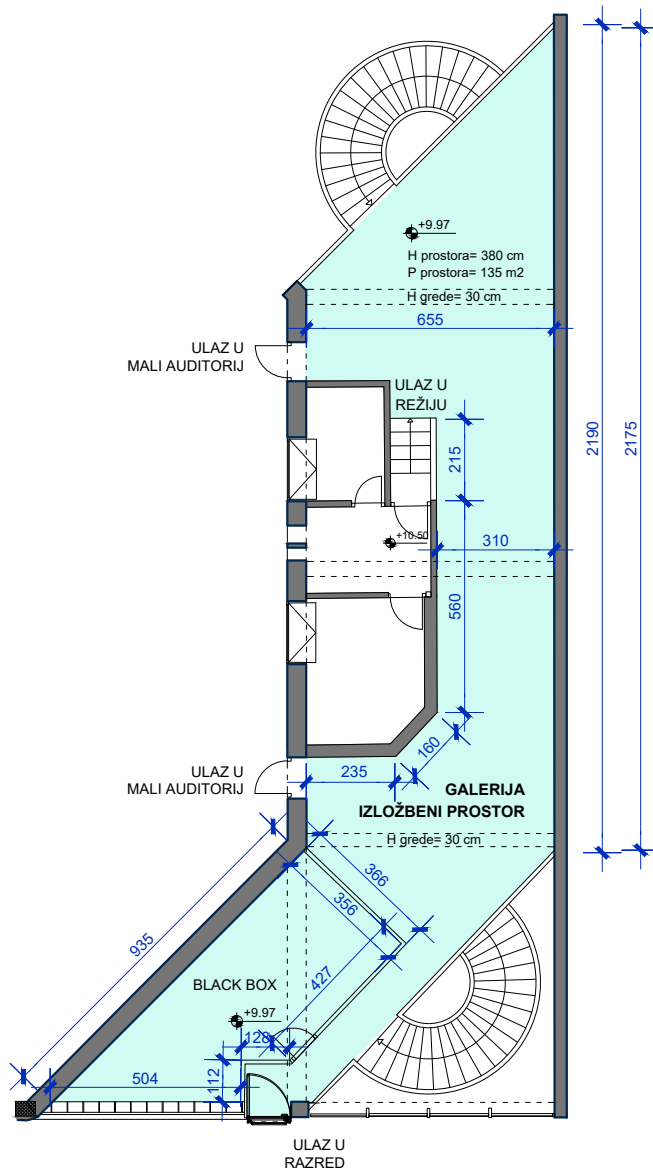 +9.97
H prostora= 380 cm
P prostora= 135 m2
H grede= 30 cm
655
ULAZ U
MALI AUDITORIJ
ULAZ U
REŽIJU
215
2190
2175
+10.50
310
560
160
235
ULAZ U
MALI AUDITORIJ
GALERIJA
IZLOŽBENI PROSTOR
H grede= 30 cm
366
356
935
427
BLACK BOX
+9.97
128
504
112
ULAZ U
RAZRED